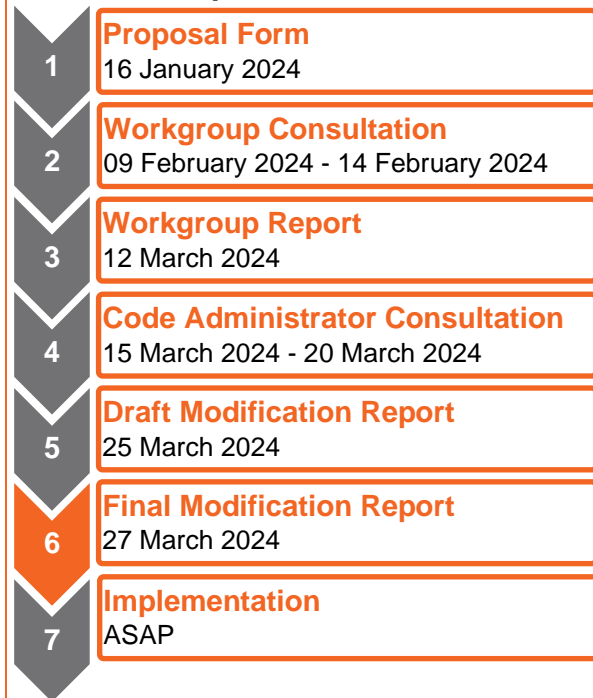 1
Proposal Form
16 January 2024
2
Workgroup Consultation
09 February 2024 - 14 February 2024
3
Workgroup Report
12 March 2024
4
Code Administrator Consultation
15 March 2024 - 20 March 2024
5
Draft Modification Report
25 March 2024
6
Final Modification Report
27 March 2024
7
Implementation
ASAP